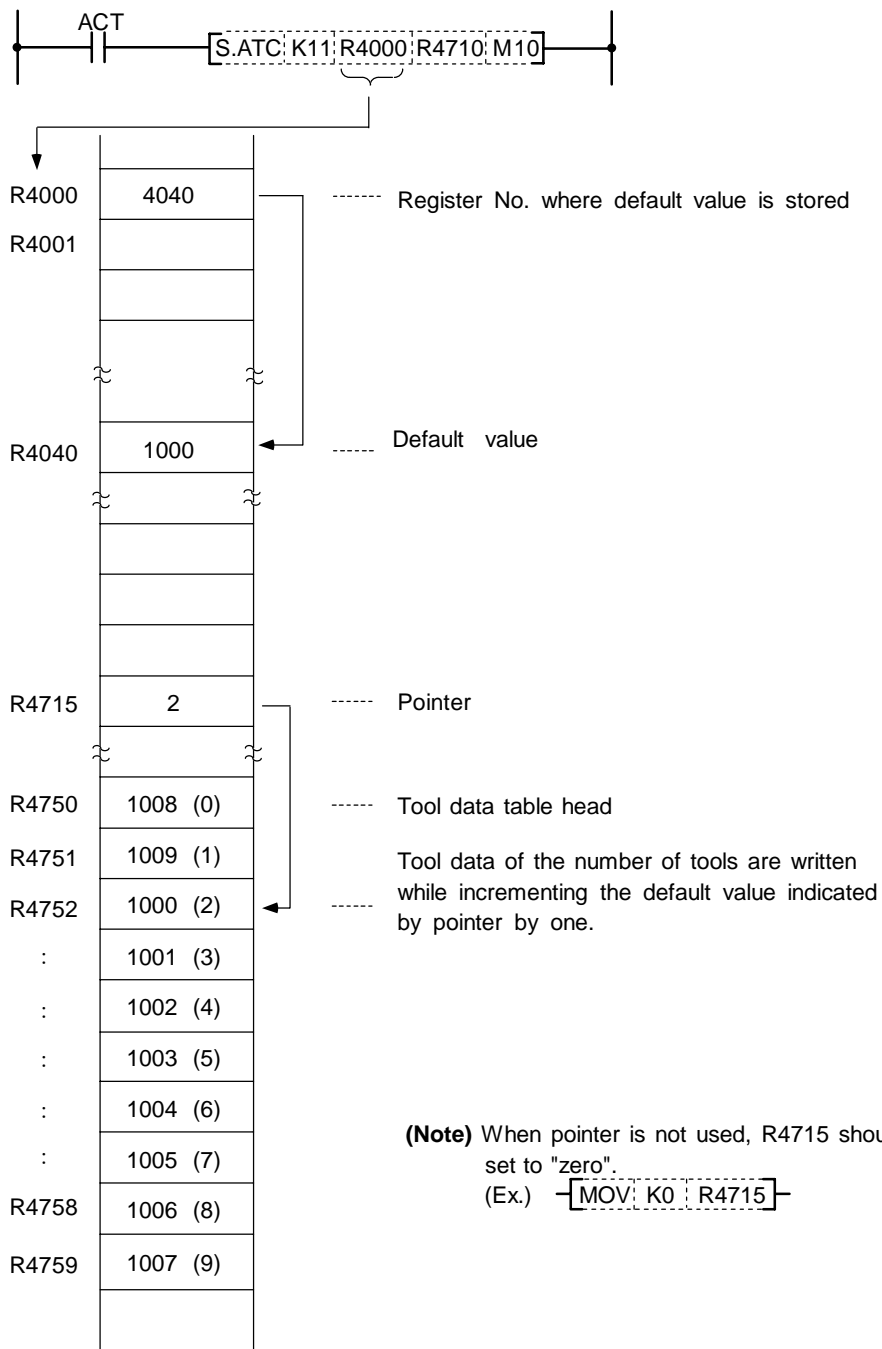 ACT
S.ATC K11 R4000 R4710 M10
R4000 4040 Register No. where default value is stored
R4001
R4040 1000 Default value
R4715 2 Pointer
R4750 1008 (0) Tool data table head
R4751 1009 (1) Tool data of the number of tools are written
R4752 1000 (2) while incrementing the default value indicated
by pointer by one.
: 1001 (3)
: 1002 (4)
: 1003 (5)
: 1004 (6)
: 1005 (7)
R4758 1006 (8)
R4759 1007 (9)
(Note) When pointer is not used, R4715
set to "zero".
(Ex.) MOV K0 R4715